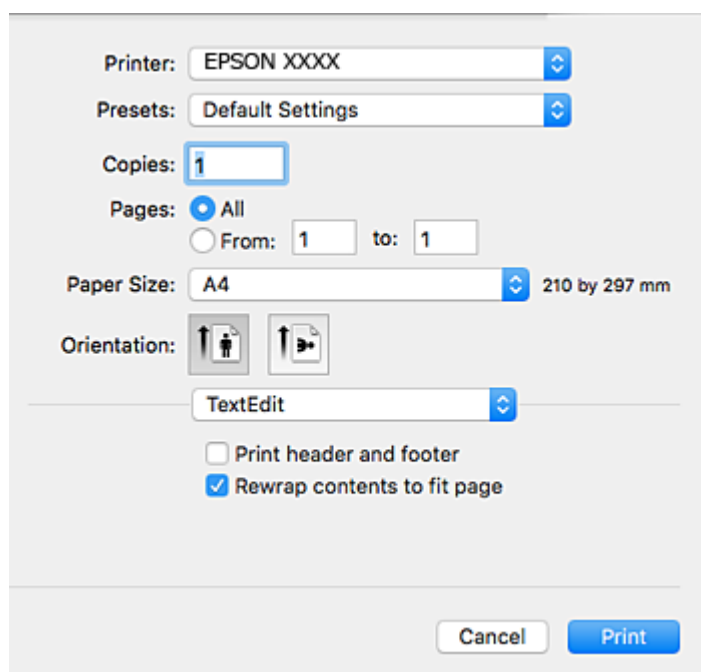 Printer: EPSON XXXX
Presets: Default Settings
Copies: 1
Pages: All
From: 1 to: 1
Paper Size: A4 210 by 297 mm
Orientation:
TextEdit
Print header and footer
Rewrap contents to fit page
Cancel Print